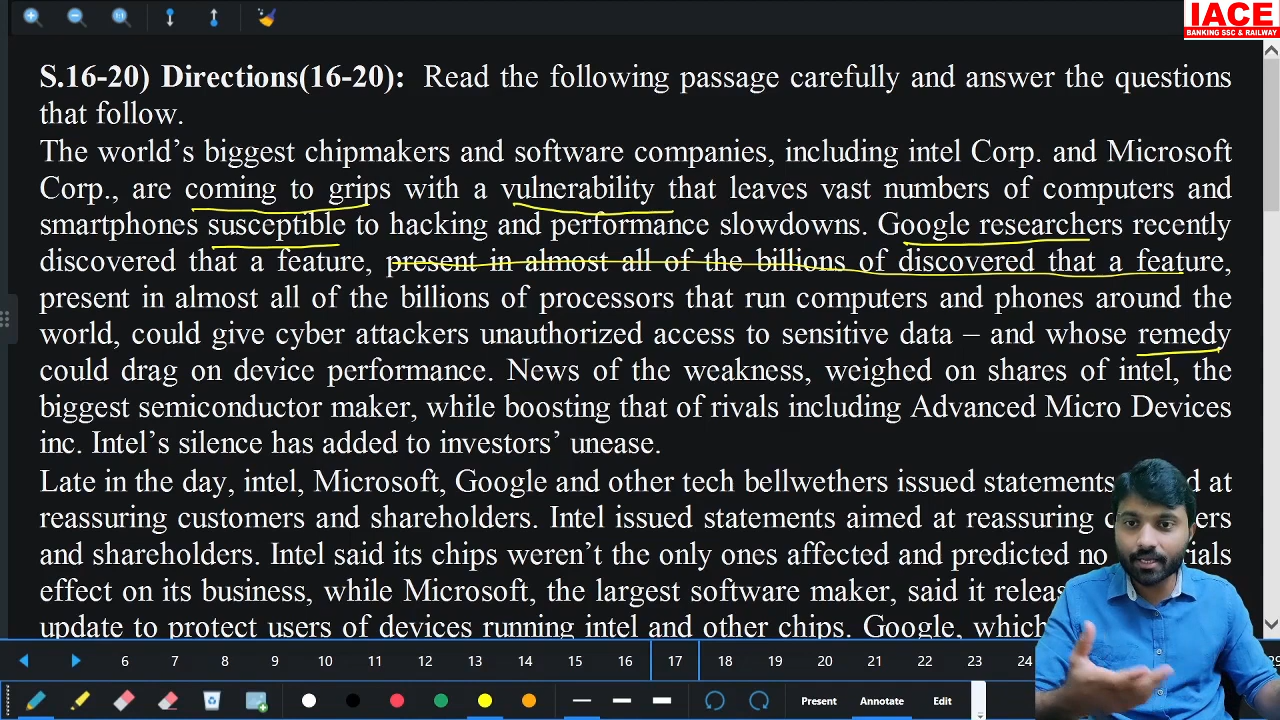 IACE
BANKING SSC & RAILWAY
S.16-20) Directions(16-20): Read the following passage carefully and answer the questions
that follow.
The world's biggest chipmakers and software companies, including intel Corp. and Microsoft
Corp., are coming to grips with a vulnerability that leaves vast numbers of computers and
smartphones susceptible to hacking and performance slowdowns. Google researchers recently
discovered that a feature, present in almost all of the billions of discovered that a feature,
present in almost all of the billions of processors that run computers and phones around the
world, could give cyber attackers unauthorized access to sensitive data – and whose remedy
could drag on device performance. News of the weakness, weighed on shares of intel, the
biggest semiconductor maker, while boosting that of rivals including Advanced Micro Devices
inc. Intel's silence has added to investors' unease.
Late in the day, intel, Microsoft, Google and other tech bellwethers issued statements at
reassuring customers and shareholders. Intel issued statements aimed at reassuring
and shareholders. Intel said its chips weren't the only ones affected and predicted no
effect on its business, while Microsoft, the largest software maker, said it
update to protect users of devices running intel and other chips. Google,
6 7 8 9 10 11 12 13 14 15 16 17 18 19 20 21 22 23 24
Present Annotate Edit